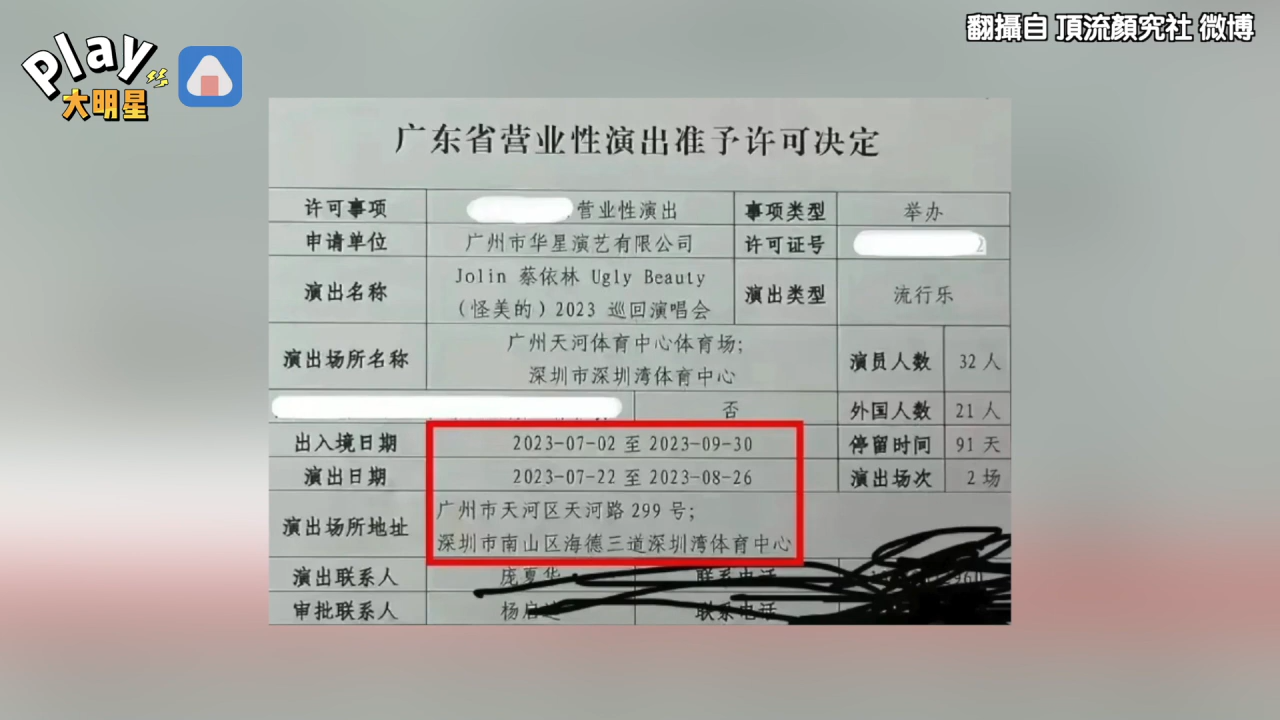 翻攝自 頂流顏究社 微博
Play
大明星
广东省营业性演出准予许可决定
许可事项 营业性演出 事项类型 举办
申请单位 广州市华星演艺有限公司 许可证号 2
演出名称 Jolin 蔡依林 Ugly Beauty
(怪美的)2023 巡回演唱会 演出类型 流行乐
演出场所名称 广州天河体育中心体育场;
深圳市深圳湾体育中心 演员人数 32 人
否 外国人数 21 人
出入境日期 2023-07-02 至 2023-09-30 停留时间 91 天
演出日期 2023-07-22 至 2023-08-26 演出场次 2 场
演出场所地址 广州市天河区天河路 299 号;
深圳市南山区海德三道深圳湾体育中心
演出联系人 庞夏华 联系电话
审批联系人 联系电话